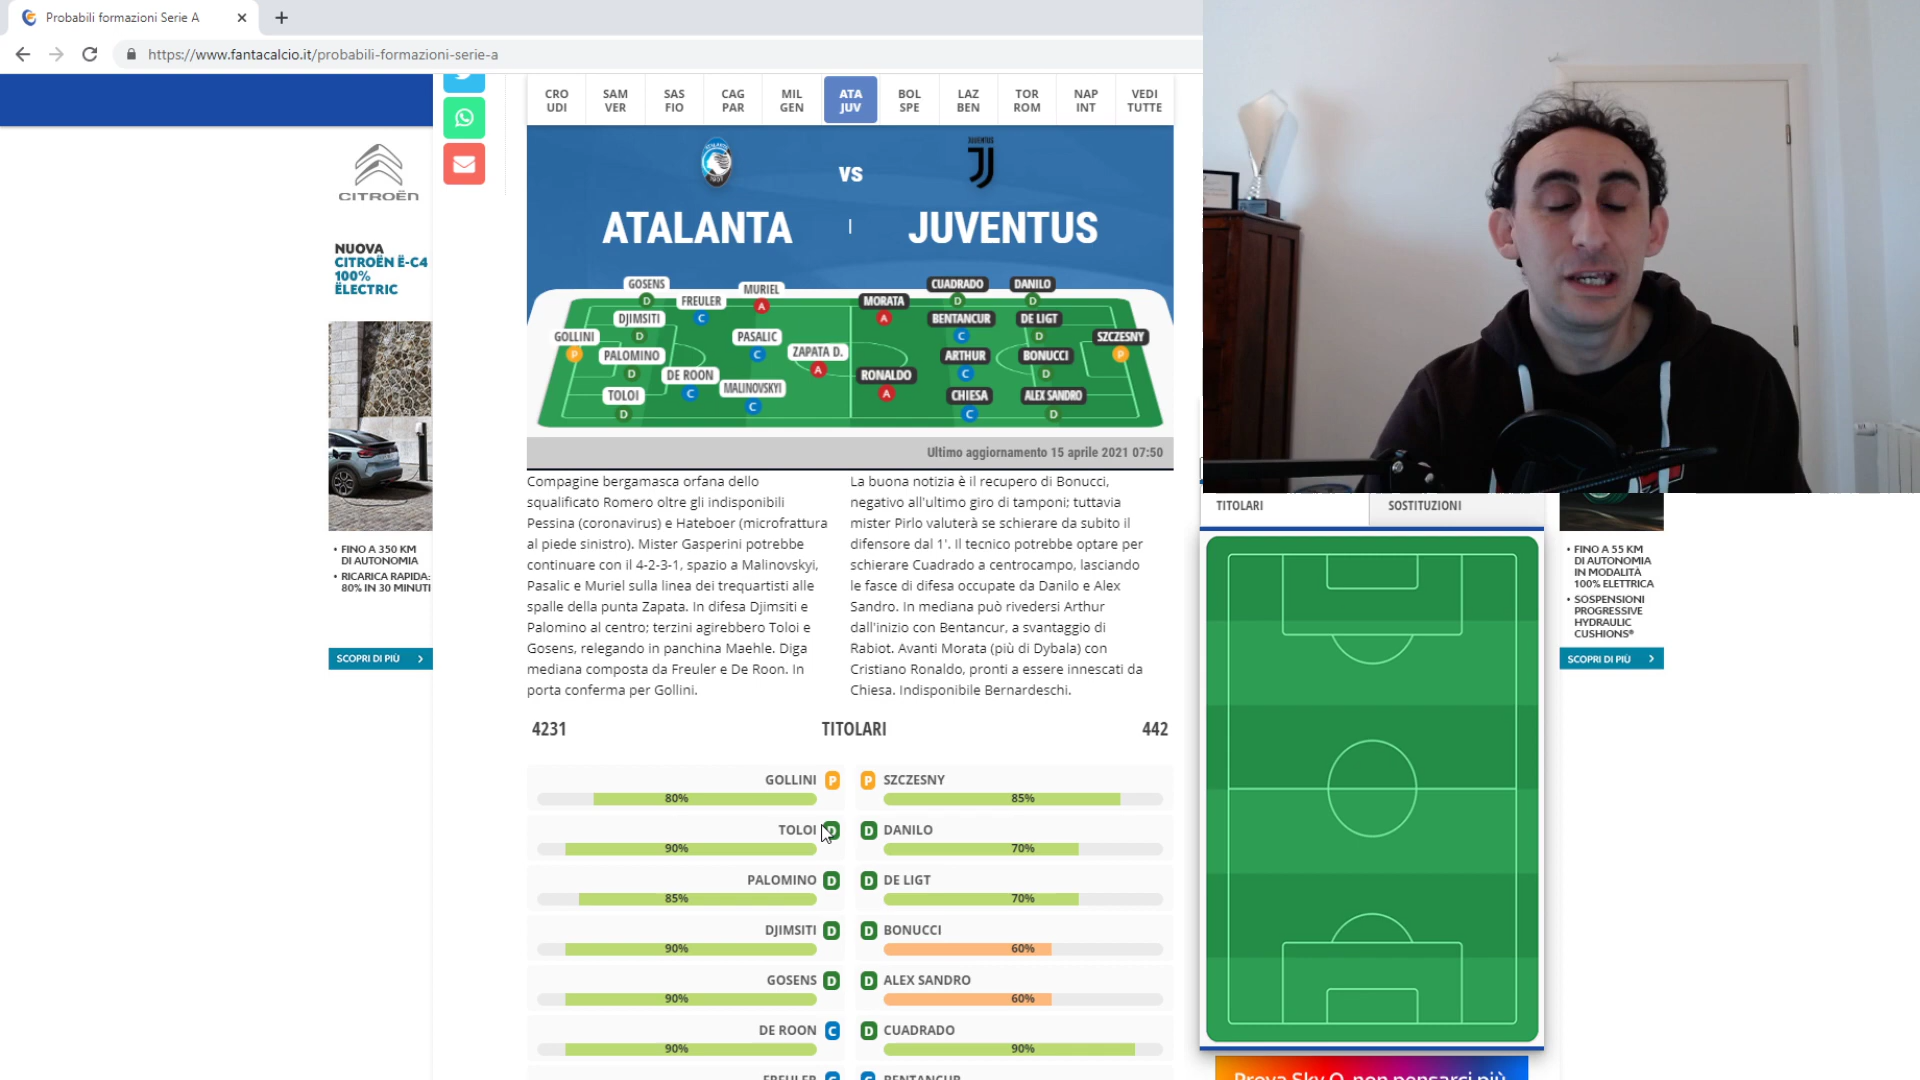 Probabili formazioni Serie A
https://www.fantacalcio.it/probabili-formazioni-serie-a
CRO UDI
SAM VER
SAS FIO
CAG PAR
MIL GEN
ATA JUV
BOL SPE
LAZ BEN
TOR ROM
NAP INT
VEDI TUTTE
CITROËN
NUOVA
CITROËN Ë-C4
100%
ËLECTRIC
• FINO A 350 KM
DI AUTONOMIA
• RICARICA RAPIDA:
80% IN 30 MINUTI
SCOPRI DI PIÙ
JUVENTUS
VS
ATALANTA
JUVENTUS
GOSENS
D
FREULER
C
MURIEL
A
DJIMSITI
D
GOLLINI
P
PASALIC
C
PALOMINO
D
ZAPATA D.
A
DE ROON
C
MALINOVSKYI
C
TOLOI
D
MORATA
A
CUADRADO
D
DANILO
D
BENTANCUR
C
DE LIGT
D
SZCZESNY
P
ARTHUR
C
BONUCCI
D
RONALDO
A
CHIESA
C
ALEX SANDRO
D
Ultimo aggiornamento 15 aprile 2021 07:50
Compagine bergamasca orfana dello
squalificato Romero oltre gli indisponibili
Pessina (coronavirus) e Hateboer (microfrattura
al piede sinistro). Mister Gasperini potrebbe
continuare con il 4-2-3-1, spazio a Malinovskyi,
Pasalic e Muriel sulla linea dei trequartisti alle
spalle della punta Zapata. In difesa Djimsiti e
Palomino al centro; terzini agirebbero Toloi e
Gosens, relegando in panchina Maehle. Diga
mediana composta da Freuler e De Roon. In
porta conferma per Gollini.
La buona notizia è il recupero di Bonucci,
negativo all'ultimo giro di tamponi; tuttavia
mister Pirlo valuterà se schierare da subito il
difensore dal 1'. Il tecnico potrebbe optare per
schierare Cuadrado a centrocampo, lasciando
le fasce di difesa occupate da Danilo e Alex
Sandro. In mediana può rivedersi Arthur
dall'inizio con Bentancur, a svantaggio di
Rabiot. Avanti Morata (più di Dybala) con
Cristiano Ronaldo, pronti a essere innescati da
Chiesa. Indisponibile Bernardeschi.
4231 TITOLARI 442
GOLLINI P P SZCZESNY
80% 85%
TOLOI D D DANILO
90% 70%
PALOMINO D D DE LIGT
85% 70%
DJIMSITI D D BONUCCI
90% 60%
GOSENS D D ALEX SANDRO
90% 60%
DE ROON C D CUADRADO
90% 90%
FREULER C C BENTANCUR
TITOLARI SOSTITUZIONI
• FINO A 55 KM
DI AUTONOMIA
IN MODALITÀ
100% ELETTRICA
• SOSPENSIONI
PROGRESSIVE
HYDRAULIC
CUSHIONS®
SCOPRI DI PIÙ
Prova Sky Q, non pensarci più